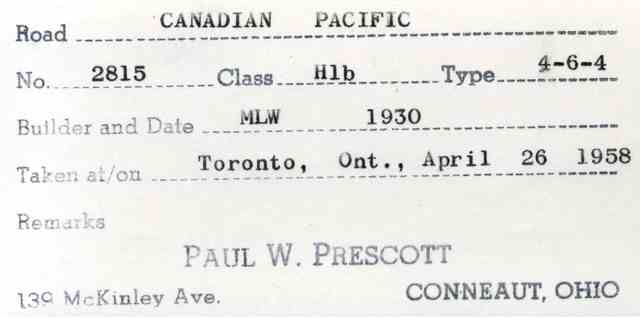 Road CANADIAN PACIFIC
No. 2815 Class H1b Type 4-6-4
Builder and Date MLW 1930
Taken at/on Toronto, Ont., April 26 1958
Remarks
PAUL W. PRESCOTT
139 McKinley Ave. CONNEAUT, OHIO